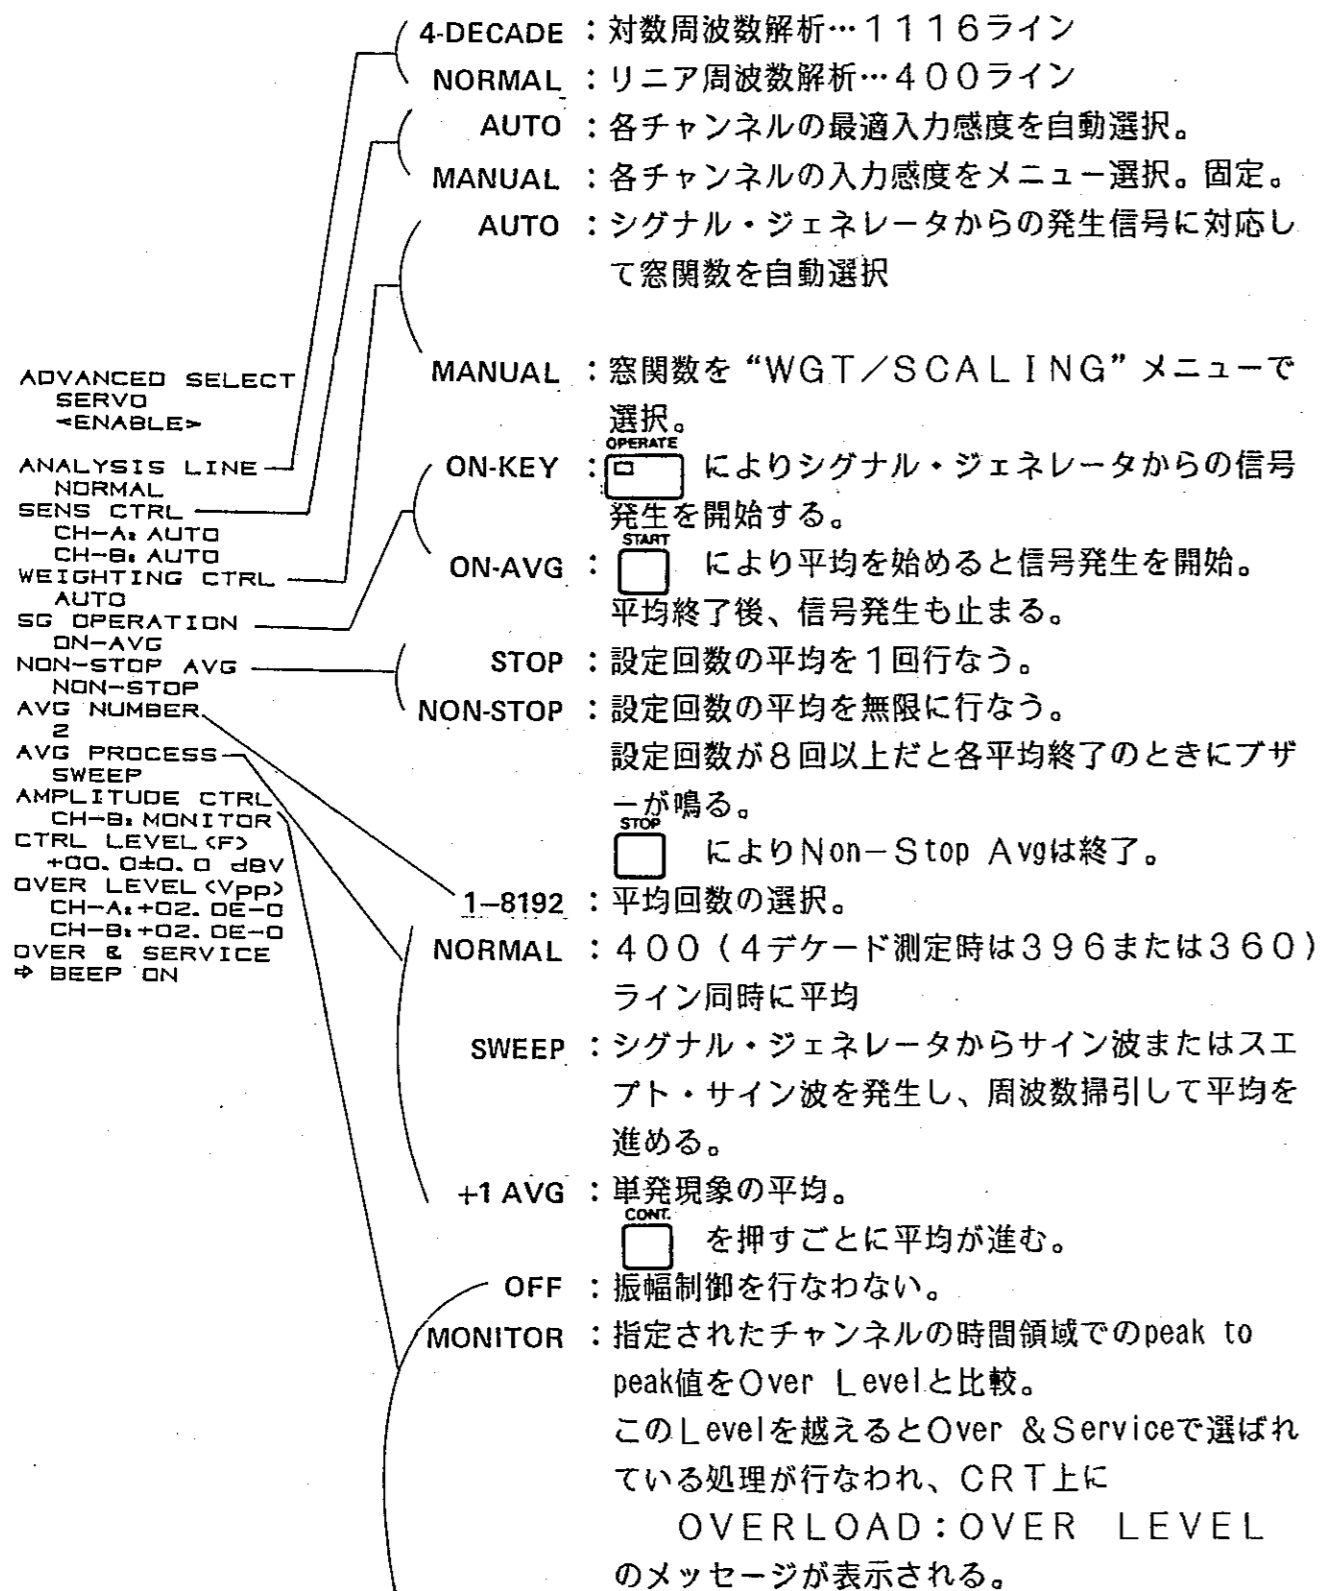 4-DECADE : 対数周波数解析…1116ライン
NORMAL : リニア周波数解析…400ライン
AUTO : 各チャンネルの最適入力感度を自動選択。
MANUAL : 各チャンネルの入力感度をメニュー選択。固定。
AUTO : シグナル・ジェネレータからの発生信号に対応し
て窓関数を自動選択
MANUAL : 窓関数を“WGT/SCALING”メニューで
選択。
OPERATE
ON-KEY : によりシグナル・ジェネレータからの信号
発生を開始する。
START
ON-AVG : により平均を始めると信号発生を開始。
平均終了後、信号発生も止まる。
STOP : 設定回数の平均を1回行なう。
NON-STOP : 設定回数の平均を無限に行なう。
設定回数が8回以上だと各平均終了のときにブザ
ーが鳴る。
STOP
によりNon-Stop Avgは終了。
1-8192 : 平均回数の選択。
NORMAL : 400(4デケード測定時は396または360)
ライン同時に平均
SWEEP : シグナル・ジェネレータからサイン波またはスエ
プト・サイン波を発生し、周波数掃引して平均を
進める。
+1 AVG : 単発現象の平均。
CONT.
を押すごとに平均が進む。
OFF : 振幅制御を行なわない。
MONITOR : 指定されたチャンネルの時間領域でのpeak to
peak値をOver Levelと比較。
このLevelを越えるとOver &Serviceで選ばれ
ている処理が行なわれ、CRT上に
OVERLOAD:OVER LEVEL
のメッセージが表示される。
ADVANCED SELECT
SERVO
<ENABLE>
ANALYSIS LINE
NORMAL
SENS CTRL
CH-A: AUTO
CH-B: AUTO
WEIGHTING CTRL
AUTO
SG OPERATION
ON-AVG
NON-STOP AVG
NON-STOP
AVG NUMBER
2
AVG PROCESS
SWEEP
AMPLITUDE CTRL
CH-B: MONITOR
CTRL LEVEL<F>
+00.0±0.0 dBV
OVER LEVEL<Vpp>
CH-A:+02.0E-0
CH-B:+02.0E-0
OVER & SERVICE
⇒ BEEP ON